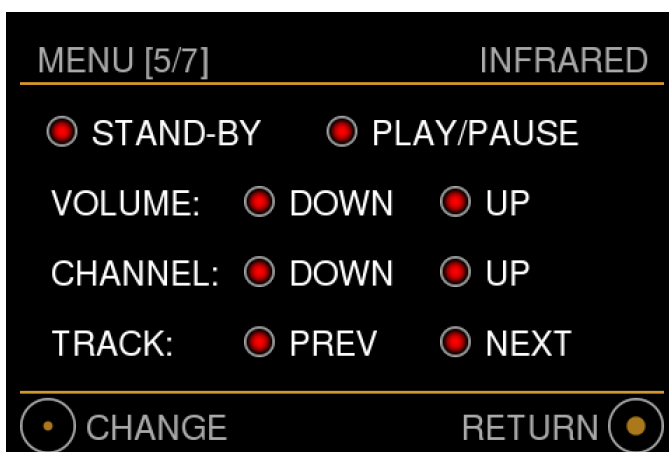 MENU [5/7] INFRARED
STAND-BY PLAY/PAUSE
VOLUME: DOWN UP
CHANNEL: DOWN UP
TRACK: PREV NEXT
CHANGE RETURN